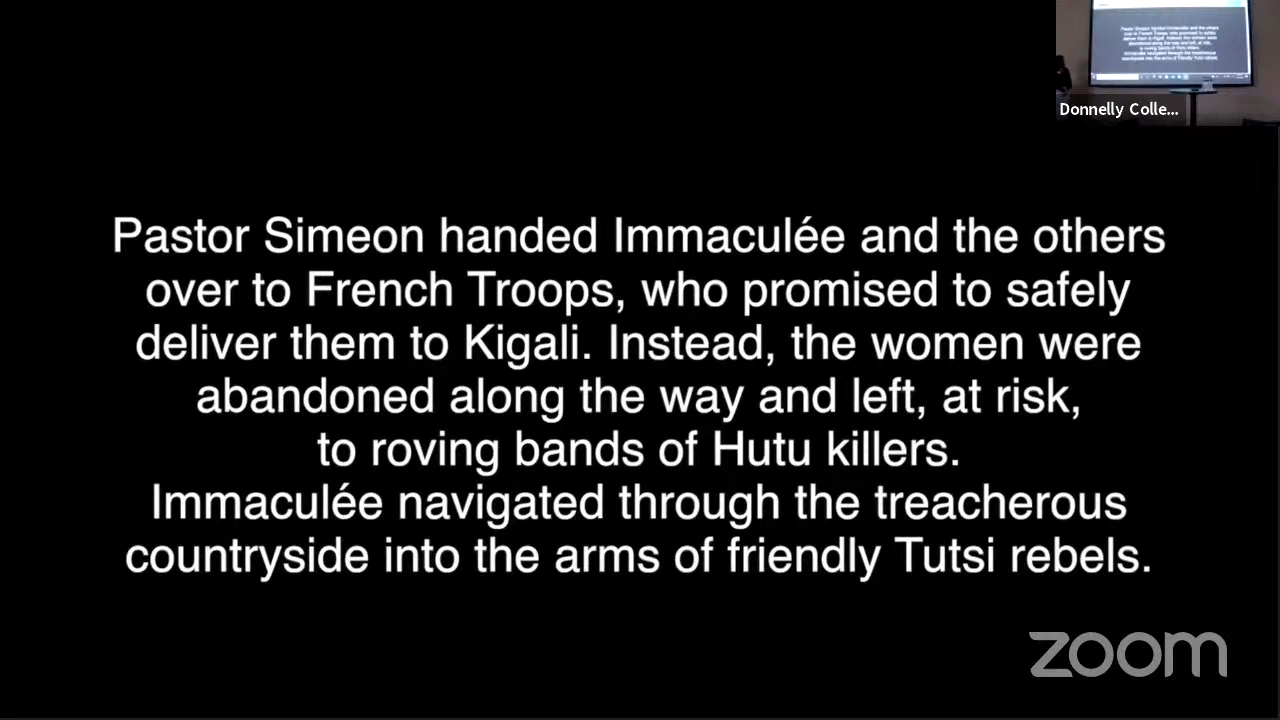 Pastor Simeon handed Immaculée and the others
over to French Troops, who promised to safely
deliver them to Kigali. Instead, the women were
abandoned along the way and left, at risk,
to roving bands of Hutu killers.
Immaculée navigated through the treacherous
countryside into the arms of friendly Tutsi rebels.
Donnelly Colle...
zoom